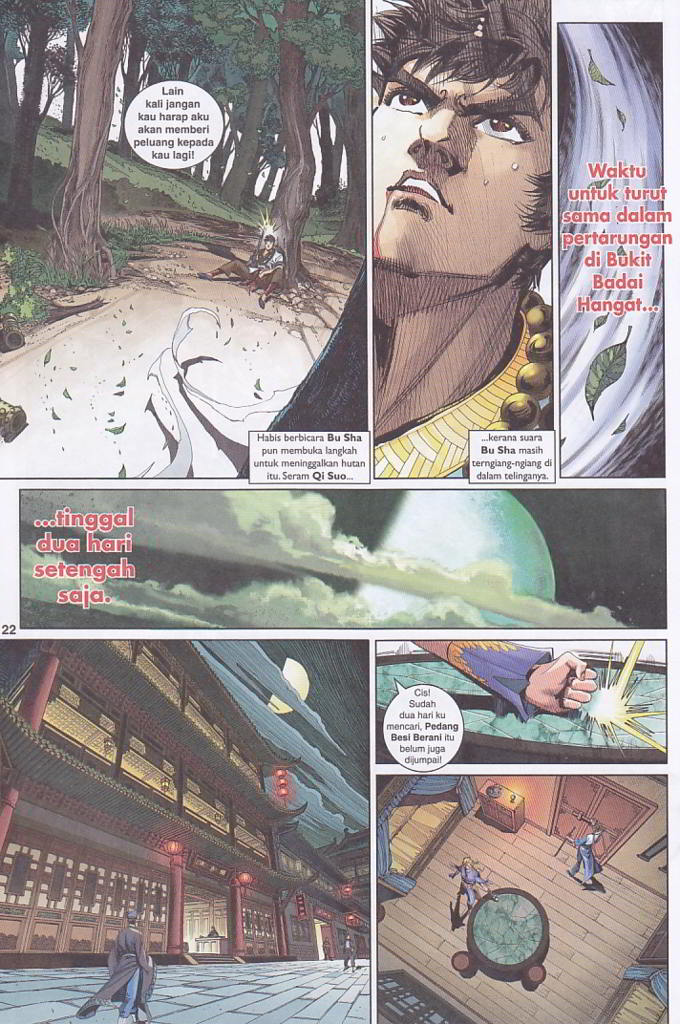 Lain
kali jangan
kau harap aku
akan memberi
peluang kepada
kau lagi!
Habis berbicara Bu Sha
pun membuka langkah
untuk meninggalkan hutan
itu. Seram Qi Suo...
...kerana suara
Bu Sha masih
terngiang-ngiang di
dalam telinganya.
Waktu
untuk turut
sama dalam
pertarungan
di Bukit
Badai
Hangat...
...tinggal
dua hari
setengah
saja.
22
Cis!
Sudah
dua hari ku
mencari, Pedang
Besi Berani itu
belum juga
dijumpai!